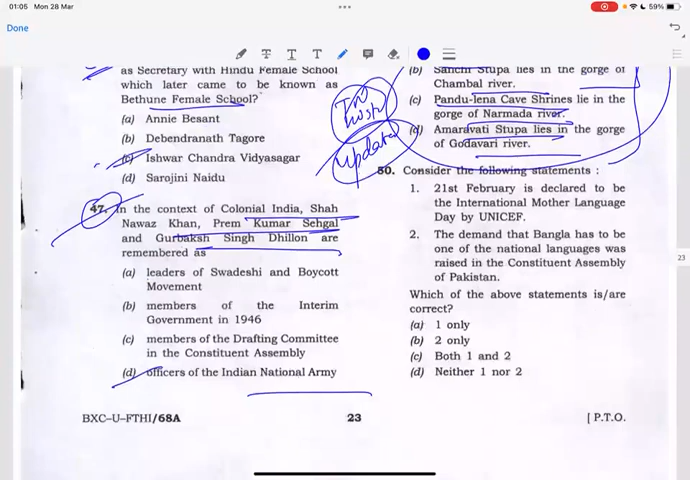 01:05 Mon 28 Mar
59%
Done
as Secretary with Hindu Female School
which later came to be known as
Bethune Female School?
(a) Annie Besant
(b) Debendranath Tagore
(c) Ishwar Chandra Vidyasagar
(d) Sarojini Naidu
47. In the context of Colonial India, Shah
Nawaz Khan, Prem Kumar Sehgal
and Gurbaksh Singh Dhillon are
remembered as
(a) leaders of Swadeshi and Boycott
Movement
(b) members of the Interim
Government in 1946
(c) members of the Drafting Committee
in the Constituent Assembly
(d) officers of the Indian National Army
(b) Sanchi Stupa lies in the gorge of
Chambal river.
(c) Pandu-lena Cave Shrines lie in the
gorge of Narmada river.
(d) Amaravati Stupa lies in the gorge
of Godavari river.
Updated
50. Consider the following statements :
1. 21st February is declared to be
the International Mother Language
Day by UNICEF.
2. The demand that Bangla has to be
one of the national languages was
raised in the Constituent Assembly
of Pakistan.
Which of the above statements is/are
correct?
(a) 1 only
(b) 2 only
(c) Both 1 and 2
(d) Neither 1 nor 2
23
BXC–U–FTHI/68A
23
[ P.T.O.